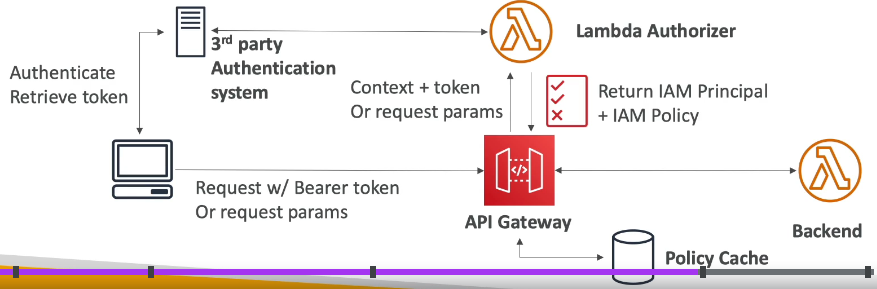 3rd party
Authentication
system
Lambda Authorizer
Authenticate
Retrieve token
Context + token
Or request params
Return IAM Principal
+ IAM Policy
Request w/ Bearer token
Or request params
</>
API Gateway
Backend
Policy Cache